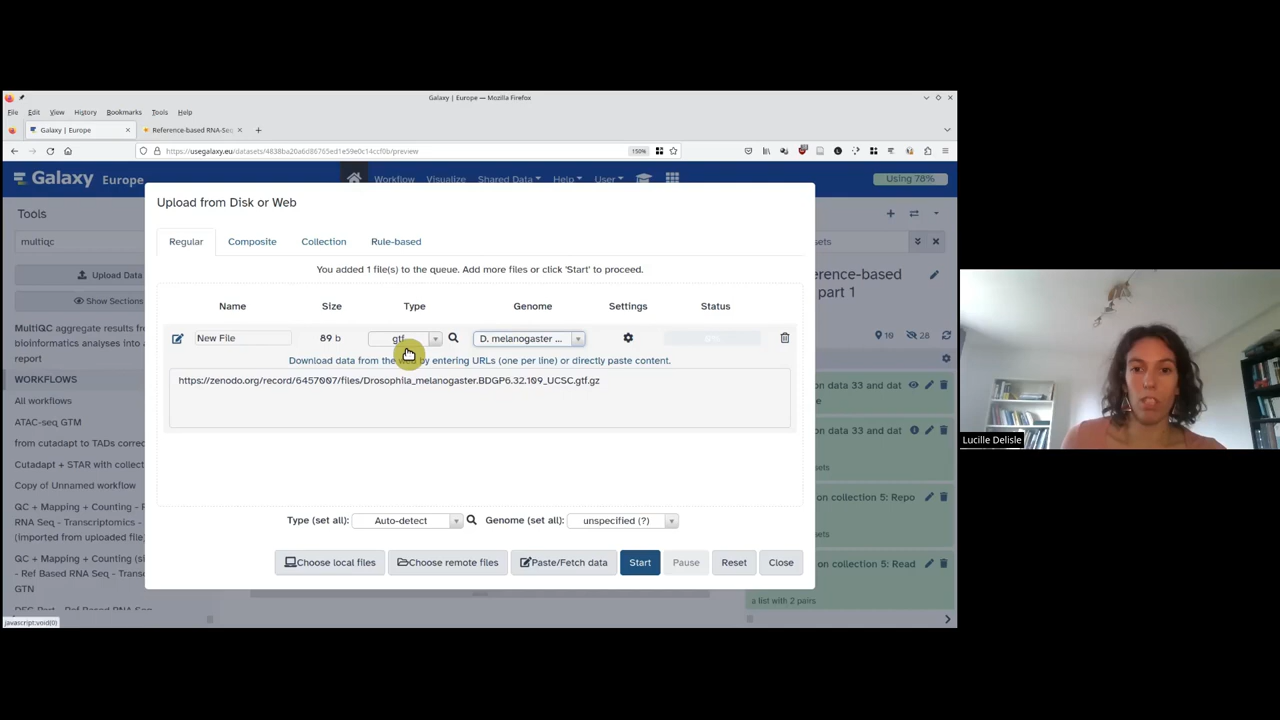 Galaxy | Europe — Mozilla Firefox
File Edit View History Bookmarks Tools Help
Galaxy | Europe
Reference-based RNA-Seq
https://usegalaxy.eu/datasets/4838ba20a6d86765ed1e59e0c14ccf0b/preview
150%
Galaxy Europe
Workflow Visualize Shared Data Help User
Using 78%
Tools
multiqc
Upload Data
Show Sections
MultiQC aggregate results from
bioinformatics analyses into
report
WORKFLOWS
All workflows
ATAC-seq GTM
from cutadapt to TADs correc
Cutadapt + STAR with collect
Copy of Unnamed workflow
QC + Mapping + Counting -
RNA Seq - Transcriptomics -
(imported from uploaded file)
QC + Mapping + Counting (si
- Ref Based RNA Seq - Transc
GTN
Upload from Disk or Web
Regular Composite Collection Rule-based
You added 1 file(s) to the queue. Add more files or click 'Start' to proceed.
Name Size Type Genome Settings Status
New File 89 b gtf D. melanogaster ... 0%
Download data from the web by entering URLs (one per line) or directly paste content.
https://zenodo.org/record/6457007/files/Drosophila_melanogaster.BDGP6.32.109_UCSC.gtf.gz
Type (set all): Auto-detect Genome (set all): unspecified (?)
Choose local files Choose remote files Paste/Fetch data Start Pause Reset Close
erence-based
part 1
28
on data 33 and dat
on data 33 and dat
on collection 5: Repo
on collection 5: Read
a list with 2 pairs
javascript:void(0)
Lucille Delisle